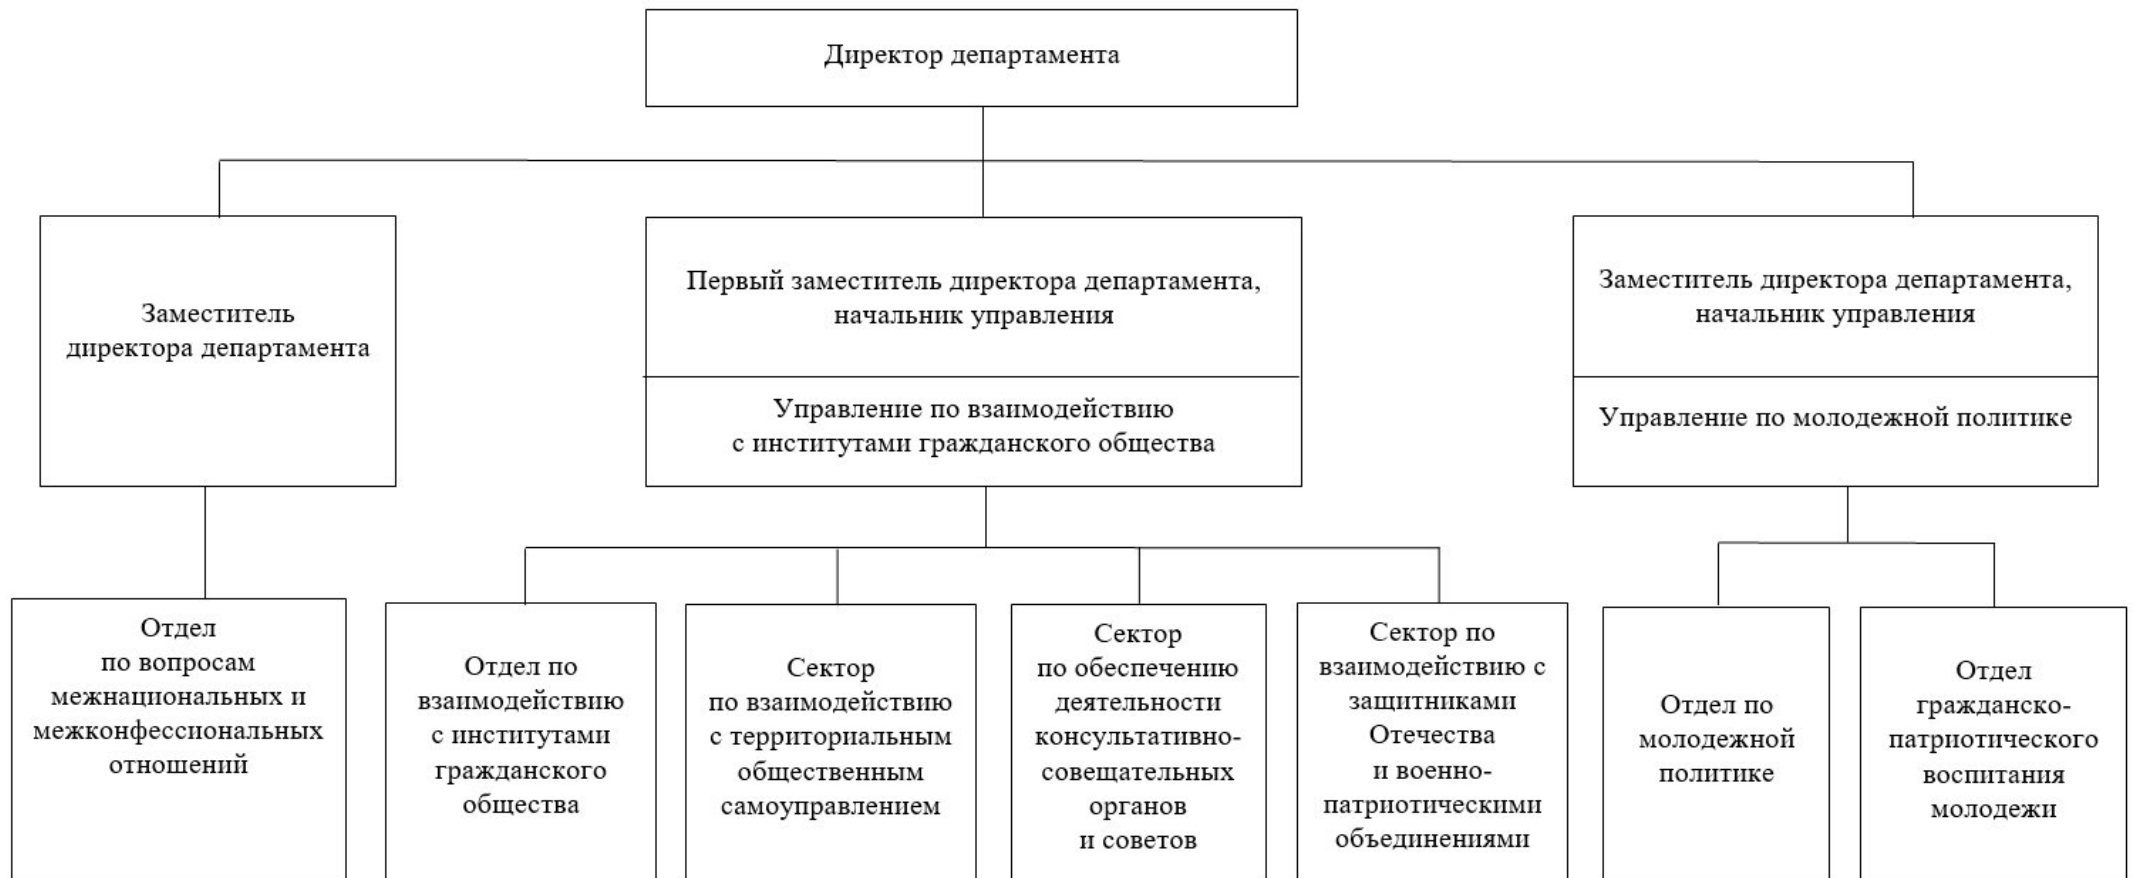 Директор департамента
Заместитель
директора департамента
Первый заместитель директора департамента,
начальник управления
Управление по взаимодействию
с институтами гражданского общества
Заместитель директора департамента,
начальник управления
Управление по молодежной политике
Отдел
по вопросам
межнациональных и
межконфессиональных
отношений
Отдел по
взаимодействию
с институтами
гражданского
общества
Сектор
по взаимодействию
с территориальным
общественным
самоуправлением
Сектор
по обеспечению
деятельности
консультативно-
совещательных
органов
и советов
Сектор по
взаимодействию с
защитниками
Отечества
и военно-
патриотическими
объединениями
Отдел по
молодежной
политике
Отдел
гражданско-
патриотического
воспитания
молодежи